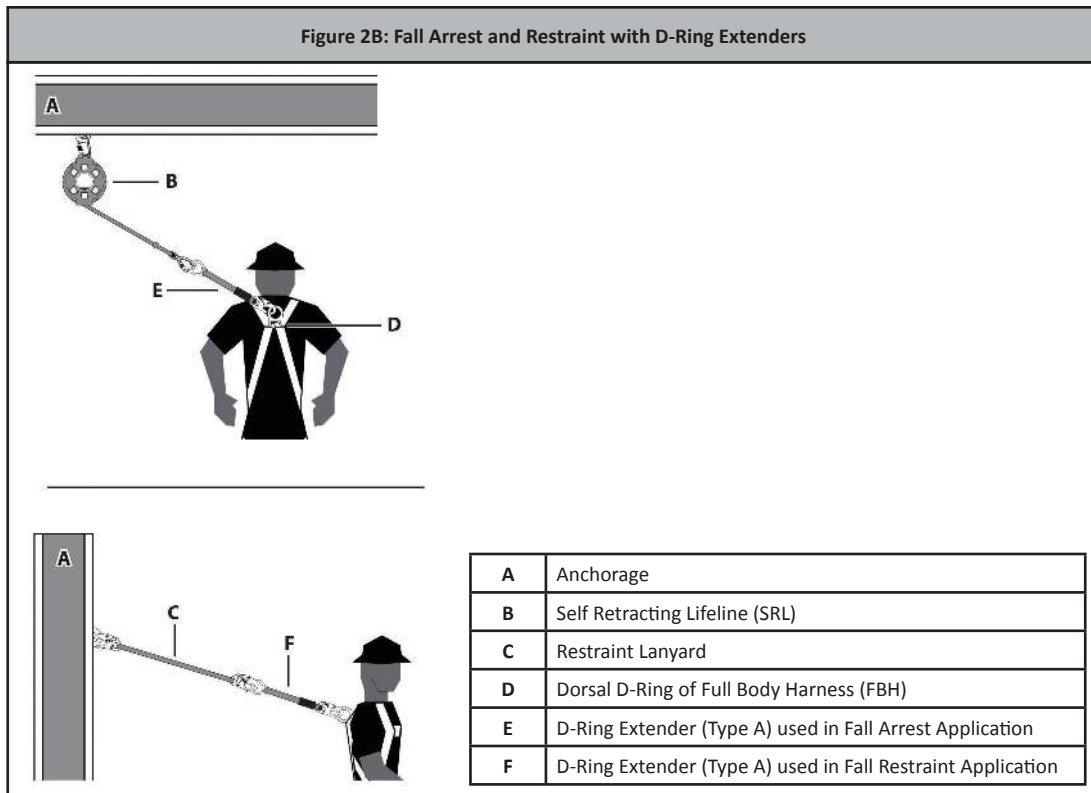 Figure 2B: Fall Arrest and Restraint with D-Ring Extenders
A
B
E
D
A
C
F
A Anchorage
B Self Retracting Lifeline (SRL)
C Restraint Lanyard
D Dorsal D-Ring of Full Body Harness (FBH)
E D-Ring Extender (Type A) used in Fall Arrest Application
F D-Ring Extender (Type A) used in Fall Restraint Application